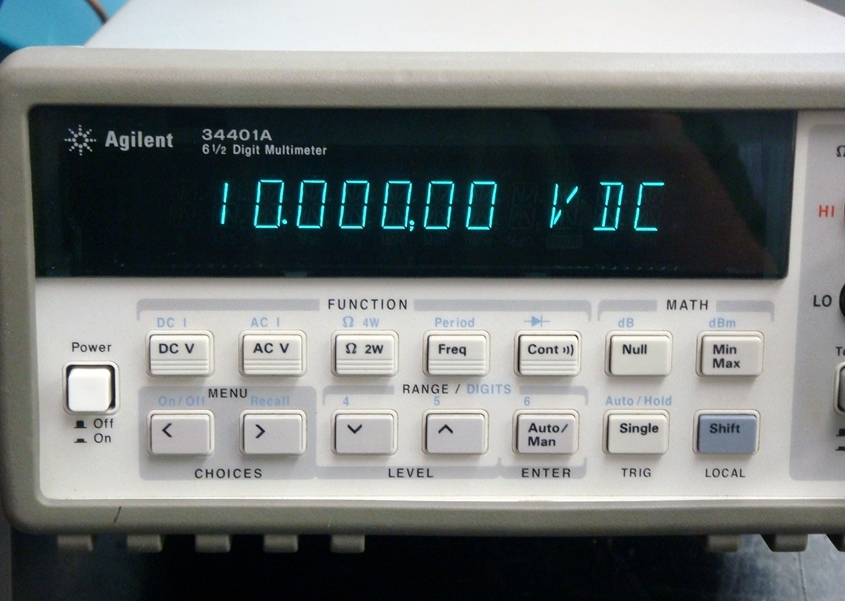 Agilent 34401A
6½ Digit Multimeter
10.000,00 VDC
FUNCTION MATH
DC I AC I Ω 4W Period dB dBm
Power DC V AC V Ω 2W Freq Cont Null Min Max
MENU RANGE / DIGITS
On/Off Recall 4 5 6 Auto/Hold
Off
On
< > Auto/Man Single Shift
CHOICES LEVEL ENTER TRIG LOCAL
Ω
HI
LO